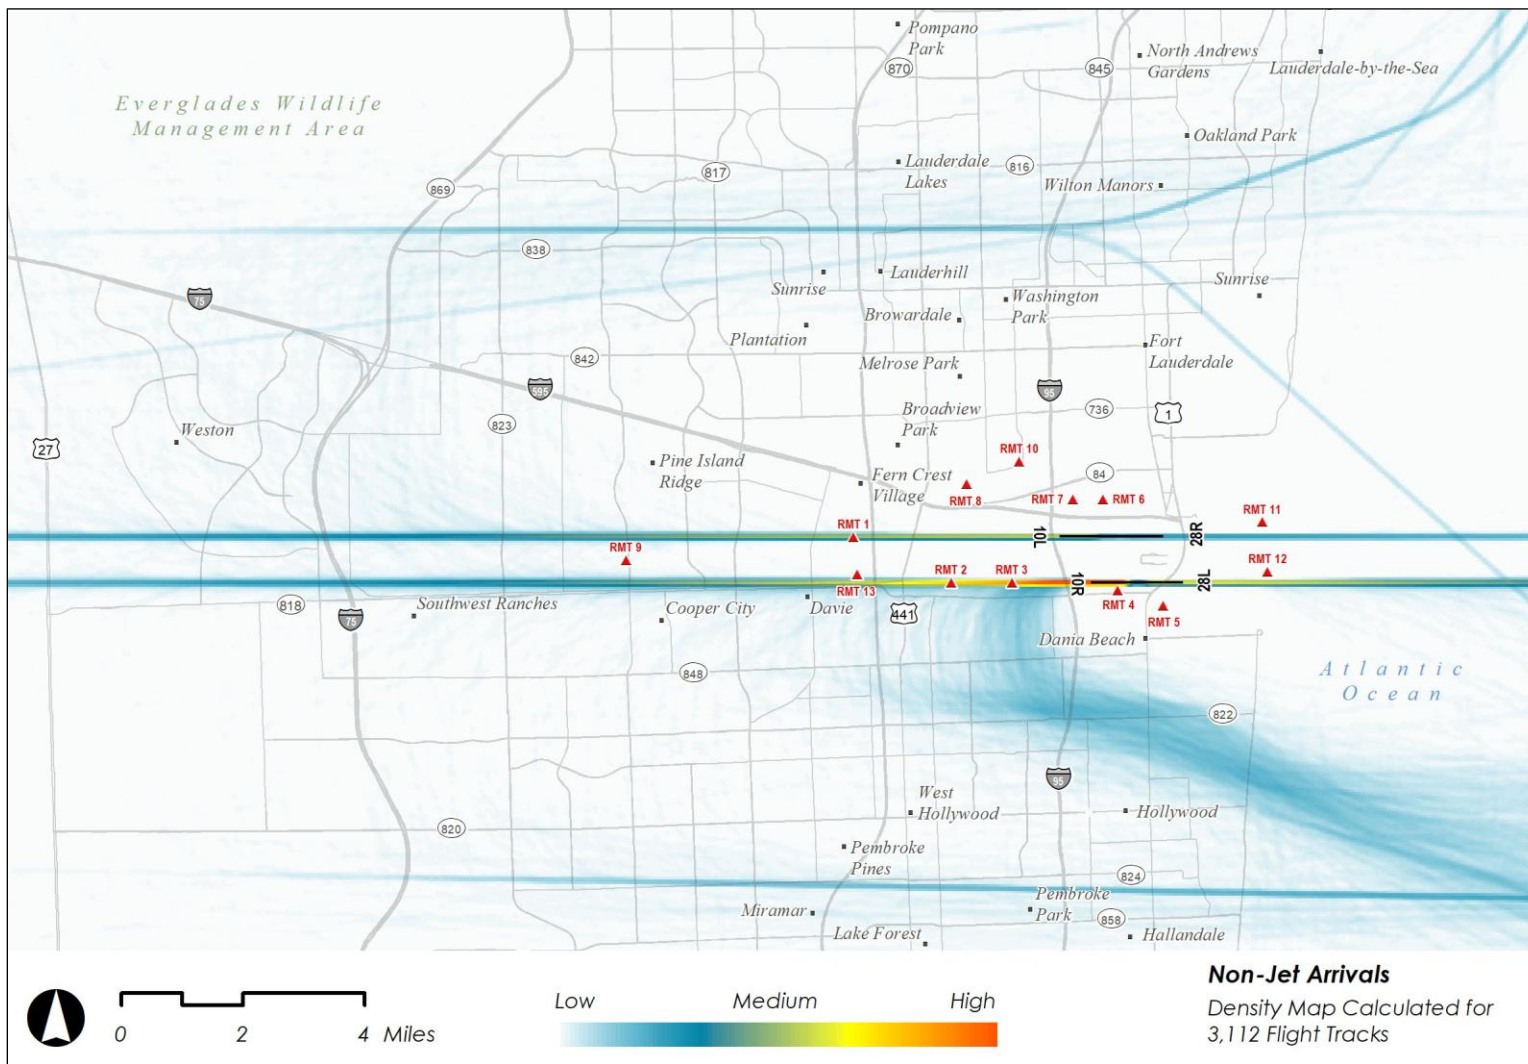 Pompano
Park
870
845
North Andrews
Gardens
Lauderdale-by-the-Sea
Everglades Wildlife
Management Area
Oakland Park
Lauderdale
Lakes
816
817
869
Wilton Manors
838
Sunrise
Lauderhill
Sunrise
75
Washington
Park
Browardale
Plantation
Fort
Lauderdale
842
Melrose Park
595
95
736
1
Broadview
Park
823
Weston
27
Pine Island
Ridge
RMT 10
84
Fern Crest
Village
RMT 8
RMT 7
RMT 6
RMT 11
RMT 1
10L
28R
RMT 9
RMT 12
RMT 2
RMT 3
10R
28L
RMT 13
RMT 4
818
Southwest Ranches
Cooper City
Davie
441
75
RMT 5
Dania Beach
848
Atlantic
Ocean
822
95
West
Hollywood
Hollywood
820
Pembroke
Pines
824
Miramar
Pembroke
Park
858
Lake Forest
Hallandale
0 2 4 Miles
Low Medium High
Non-Jet Arrivals
Density Map Calculated for
3,112 Flight Tracks